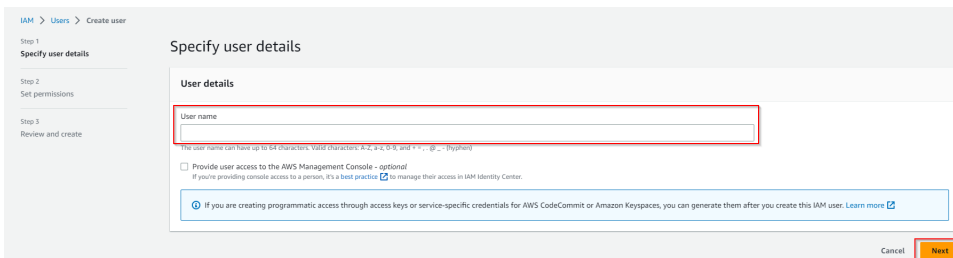 IAM > Users > Create user
Step 1
Specify user details
Step 2
Set permissions
Step 3
Review and create
Specify user details
User details
User name
The user name can have up to 64 characters. Valid characters: A-Z, a-z, 0-9, and + = , . @ _ - (hyphen)
Provide user access to the AWS Management Console - optional
If you're providing console access to a person, it's a best practice to manage their access in IAM Identity Center.
If you are creating programmatic access through access keys or service-specific credentials for AWS CodeCommit or Amazon Keyspaces, you can generate them after you create this IAM user. Learn more
Cancel Next